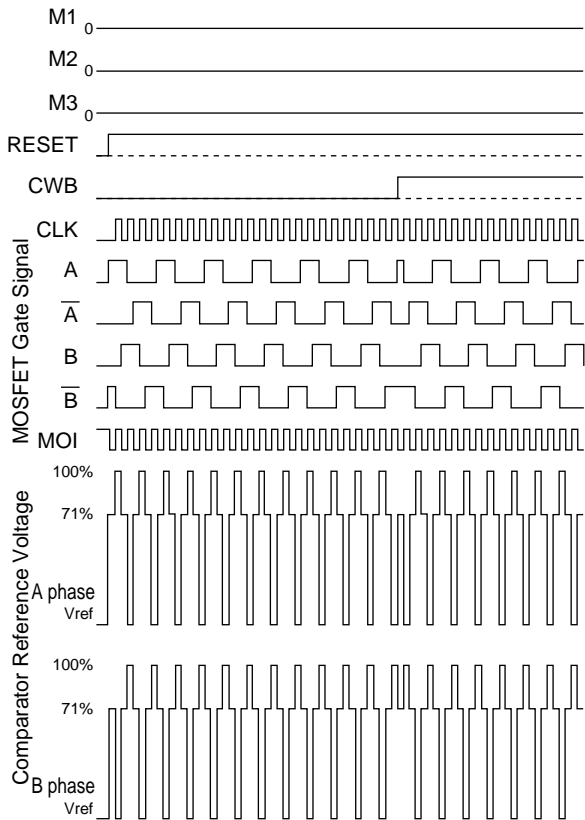 M1 0
M2 0
M3 0
RESET
CWB
CLK
MOSFET Gate Signal
A
A̅
B
B̅
MOI
Comparator Reference Voltage
100%
71%
A phase
Vref
100%
71%
B phase
Vref